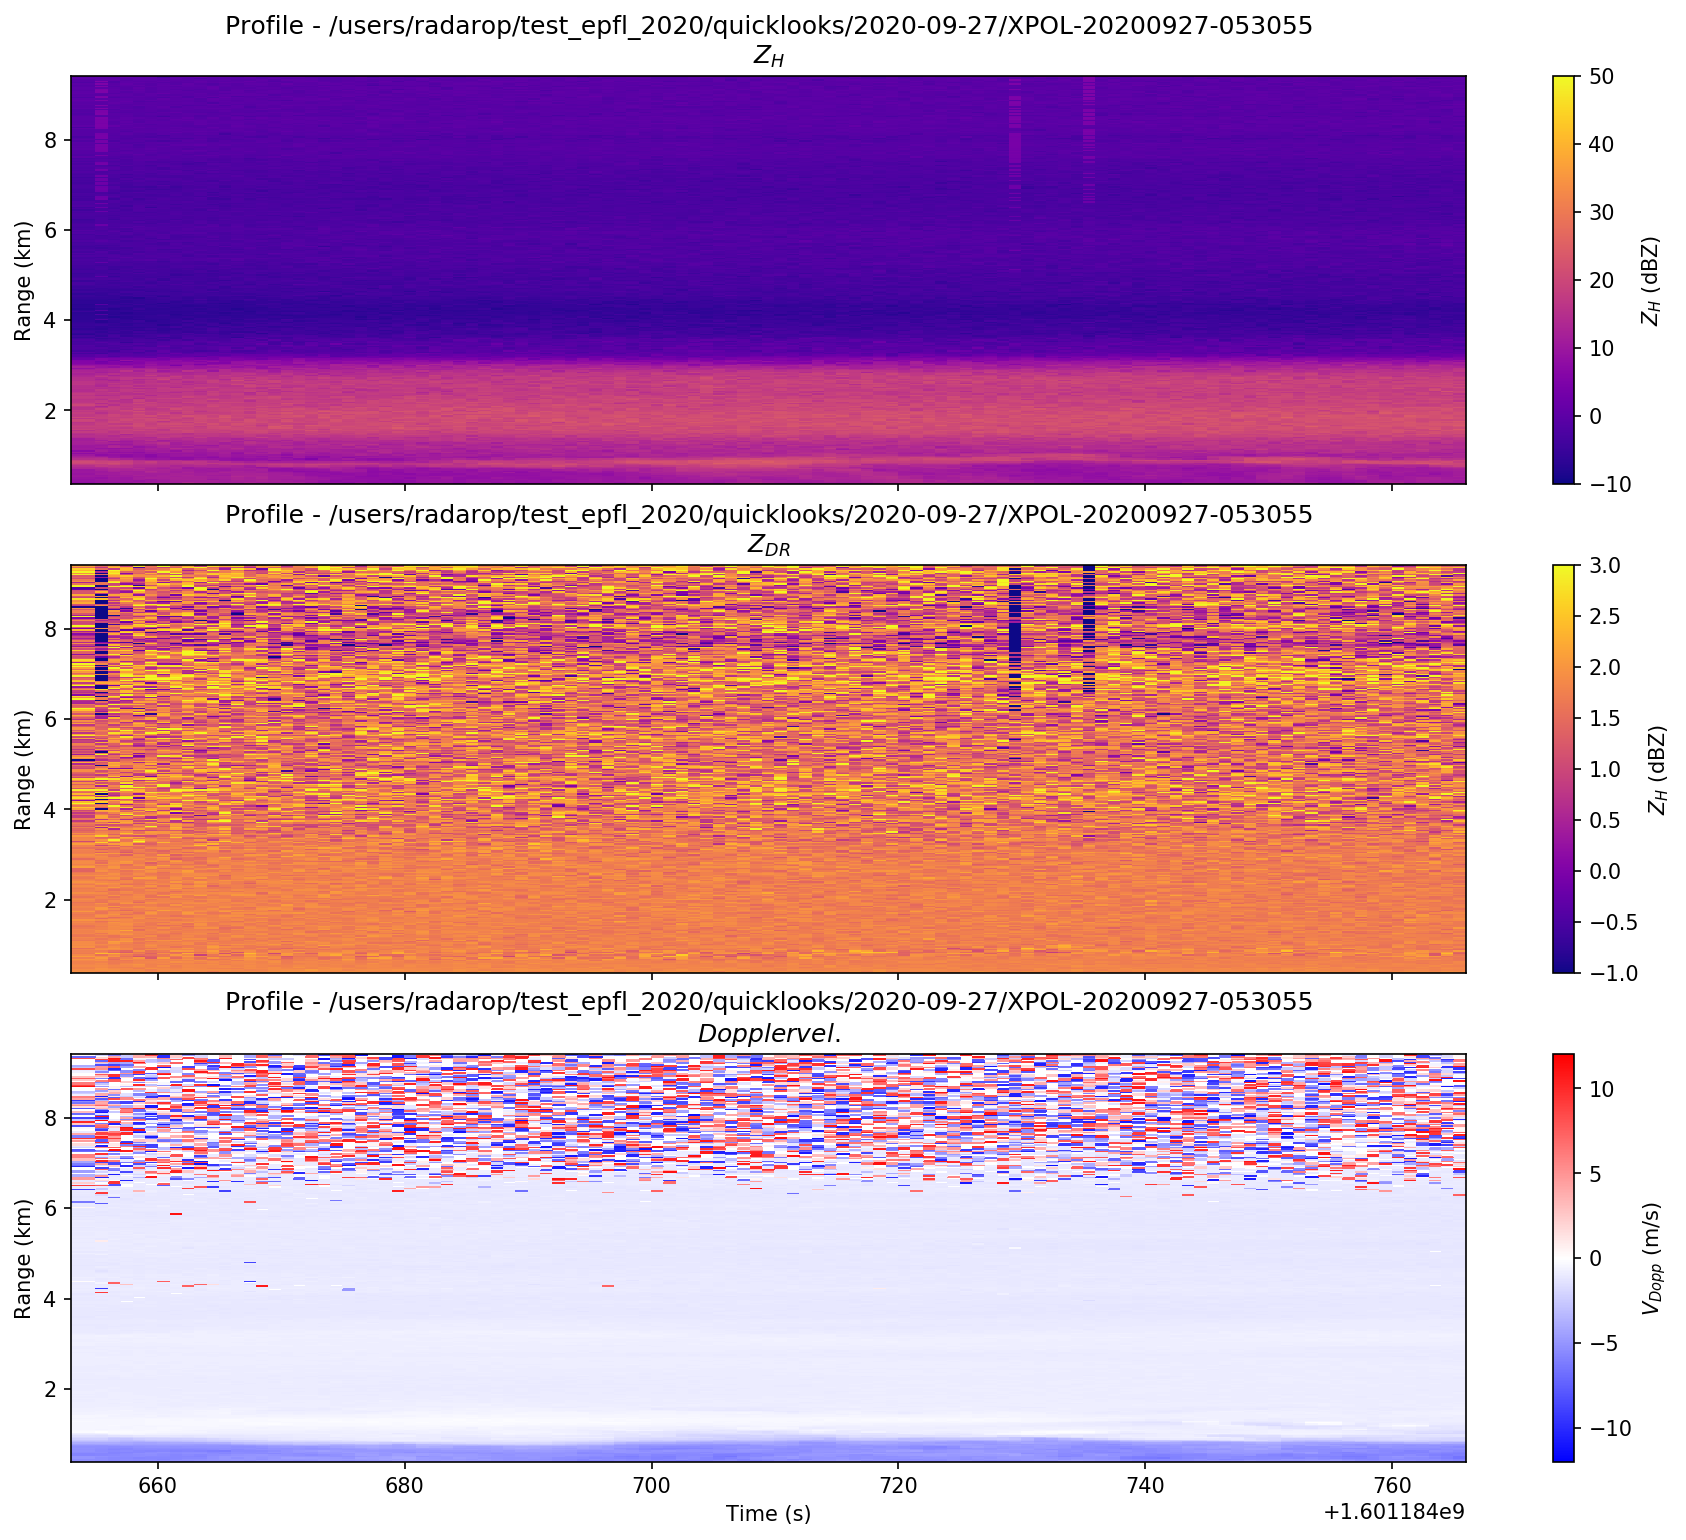 Profile - /users/radarop/test_epfl_2020/quicklooks/2020-09-27/XPOL-20200927-053055
Z_H
8
6
4
2
Range (km)
50
40
30
20
10
0
−10
Z_H (dBZ)
Profile - /users/radarop/test_epfl_2020/quicklooks/2020-09-27/XPOL-20200927-053055
Z_DR
8
6
4
2
Range (km)
3.0
2.5
2.0
1.5
1.0
0.5
0.0
−0.5
−1.0
Z_H (dBZ)
Profile - /users/radarop/test_epfl_2020/quicklooks/2020-09-27/XPOL-20200927-053055
Dopplervel.
8
6
4
2
Range (km)
660 680 700 720 740 760
Time (s)
+1.601184e9
10
5
0
−5
−10
V_Dopp (m/s)